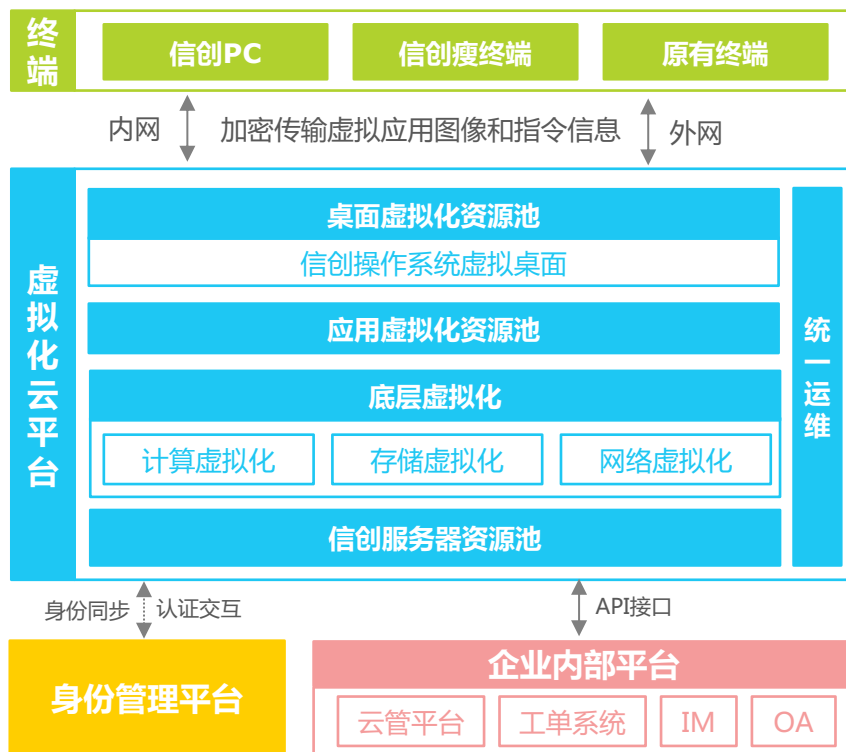 终端
信创PC
信创瘦终端
原有终端
内网
加密传输虚拟应用图像和指令信息
外网
虚拟化云平台
桌面虚拟化资源池
信创操作系统虚拟桌面
应用虚拟化资源池
底层虚拟化
计算虚拟化
存储虚拟化
网络虚拟化
信创服务器资源池
统一运维
身份同步
认证交互
API接口
身份管理平台
企业内部平台
云管平台
工单系统
IM
OA